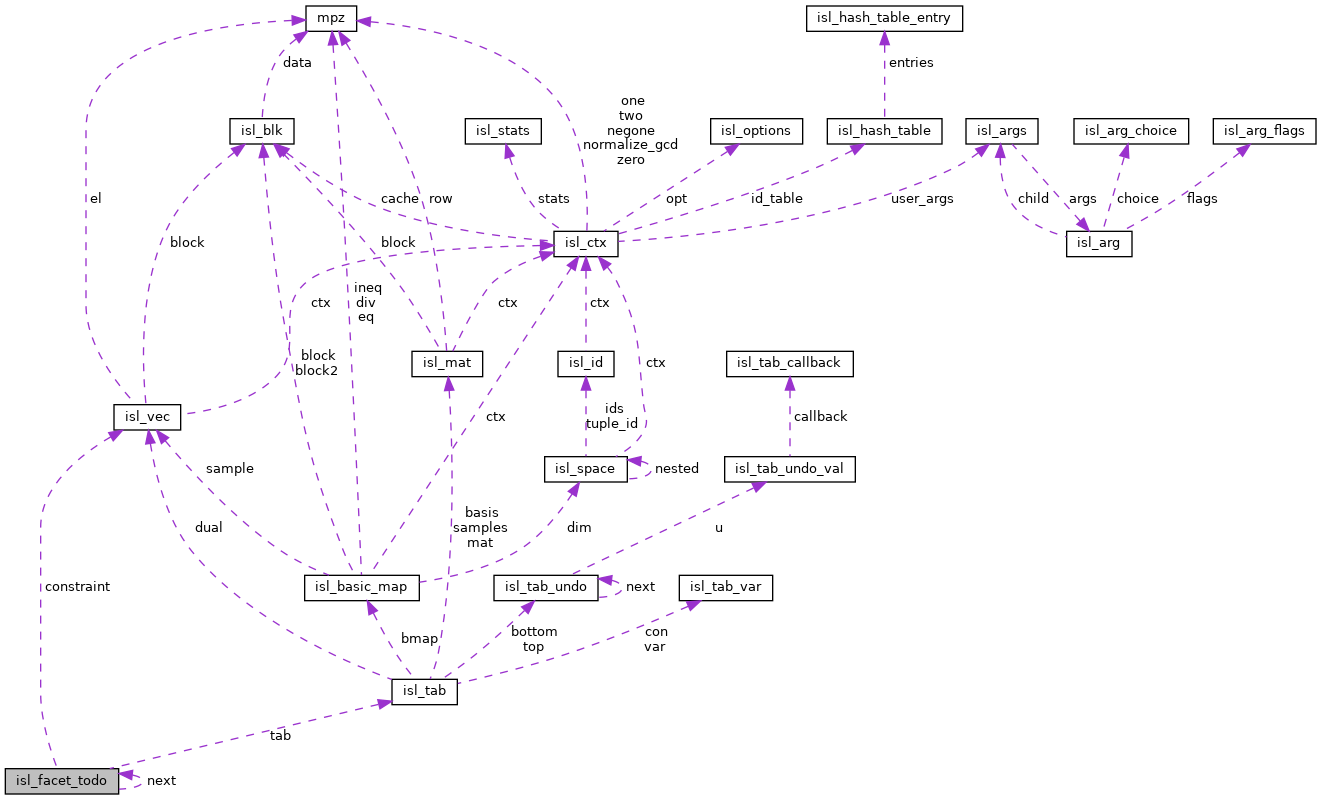 mpz
isl_hash_table_entry
data
entries
one
two
negone
normalize_gcd
zero
isl_blk
isl_stats
isl_options
isl_hash_table
isl_args
isl_arg_choice
isl_arg_flags
el
cache
row
stats
opt
id_table
user_args
child
args
choice
flags
block
block
isl_ctx
isl_arg
ctx
ineq
div
eq
ctx
ctx
block
block2
isl_mat
isl_id
ctx
isl_tab_callback
isl_vec
ctx
ids
tuple_id
callback
sample
isl_space
nested
isl_tab_undo_val
dual
basis
samples
mat
dim
u
constraint
isl_basic_map
isl_tab_undo
next
isl_tab_var
bmap
bottom
top
con
var
isl_tab
tab
isl_facet_todo
next